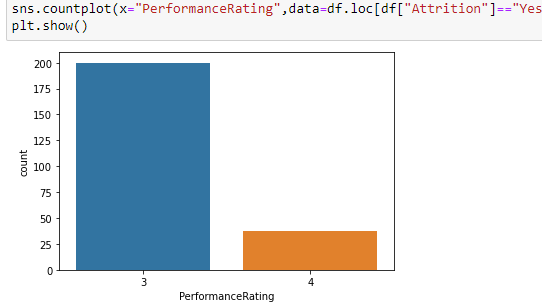 sns.countplot(x="PerformanceRating",data=df.loc[df["Attrition"]=="Yes
plt.show()
200
175
150
125
100
75
50
25
0
count
3 4
PerformanceRating